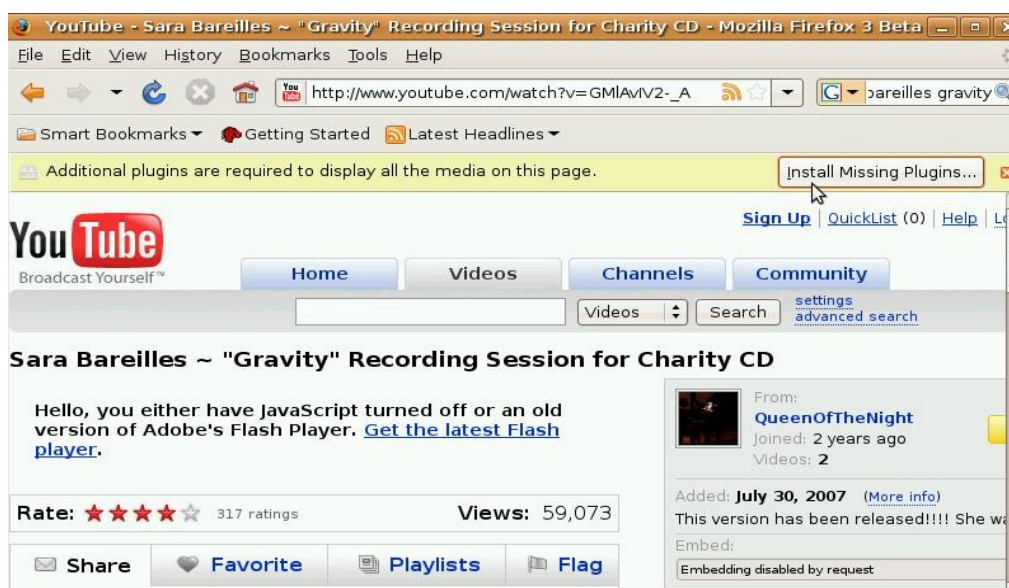 YouTube - Sara Bareilles ~ "Gravity" Recording Session for Charity CD - Mozilla Firefox 3 Beta
File Edit View History Bookmarks Tools Help
You Tube http://www.youtube.com/watch?v=GMlAvIV2-_A G bareilles gravity
Smart Bookmarks Getting Started Latest Headlines
Additional plugins are required to display all the media on this page. Install Missing Plugins...
Sign Up | QuickList (0) | Help |
You Tube
Broadcast Yourself™
Home Videos Channels Community
Videos Search settings
advanced search
Sara Bareilles ~ "Gravity" Recording Session for Charity CD
Hello, you either have JavaScript turned off or an old
version of Adobe's Flash Player. Get the latest Flash
player.
From:
QueenOfTheNight
Joined: 2 years ago
Videos: 2
Added: July 30, 2007 (More info)
This version has been released!!!! She
Embed:
Embedding disabled by request
Rate: 317 ratings Views: 59,073
Share Favorite Playlists Flag